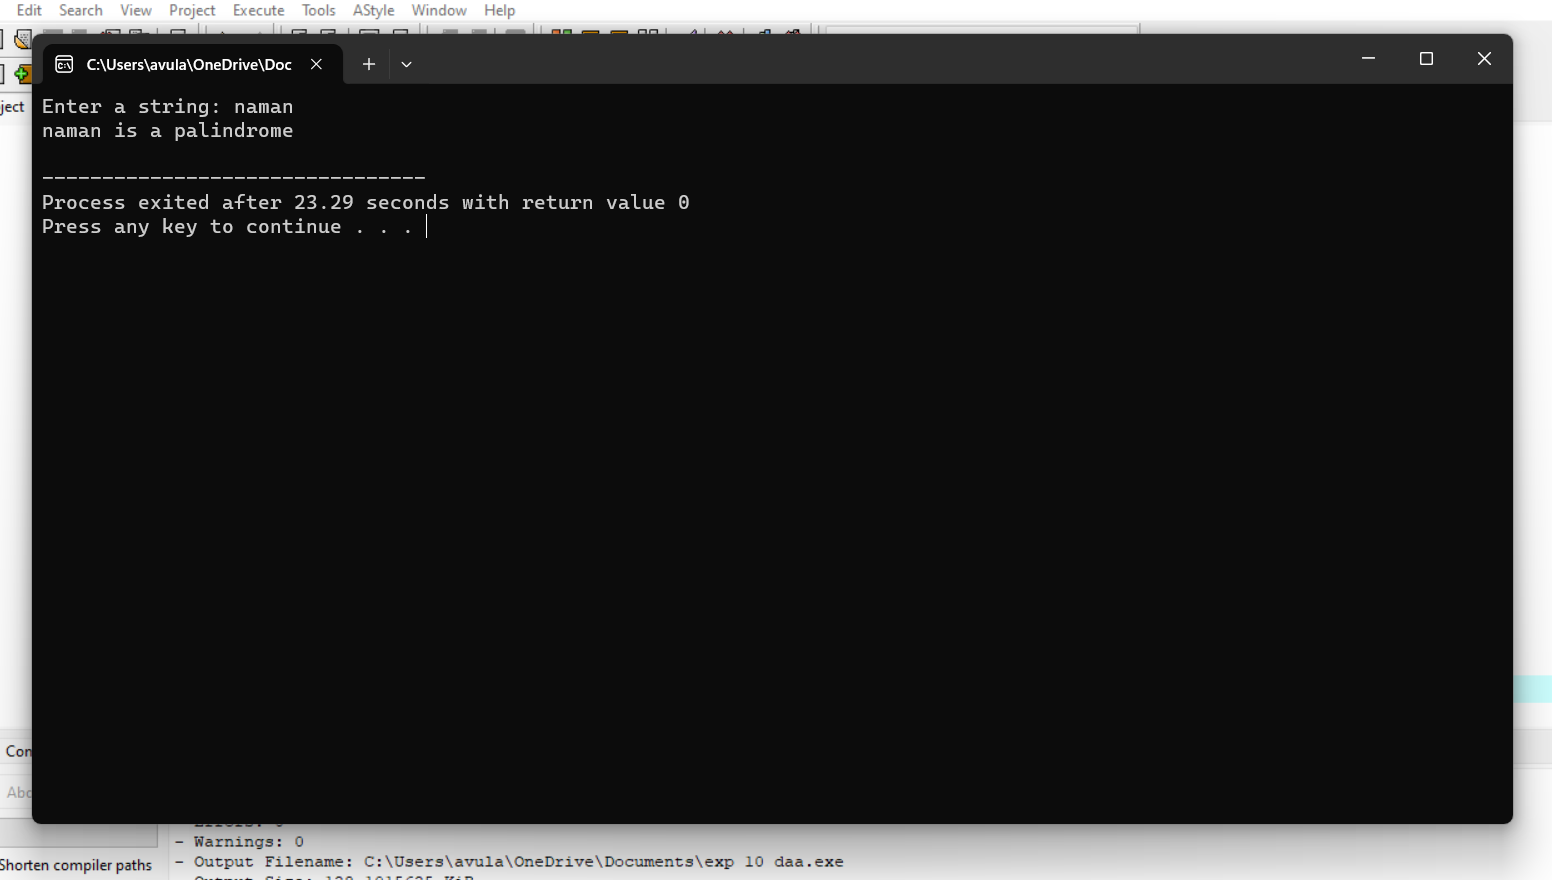 Edit Search View Project Execute Tools AStyle Window Help
C:\Users\avula\OneDrive\Doc
ject
Enter a string: naman
naman is a palindrome
--------------------------------
Process exited after 23.29 seconds with return value 0
Press any key to continue . . .
Con
Abo
- Warnings: 0
Shorten compiler paths
- Output Filename: C:\Users\avula\OneDrive\Documents\exp 10 daa.exe